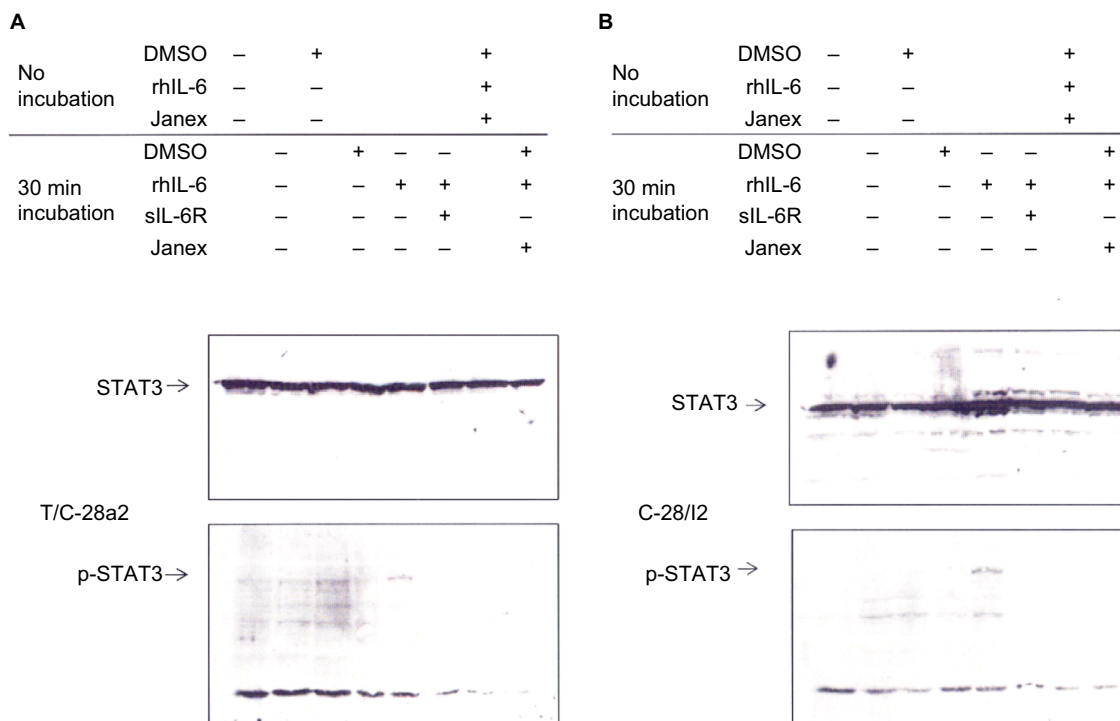 A
No
incubation
DMSO – + +
rhIL-6 – – +
Janex – – +
30 min
incubation
DMSO – + – – +
rhIL-6 – – + + +
sIL-6R – – – + –
Janex – – – – +
STAT3
T/C-28a2
p-STAT3
B
No
incubation
DMSO – + +
rhIL-6 – – +
Janex – – +
30 min
incubation
DMSO – + – – +
rhIL-6 – – + + +
sIL-6R – – – + –
Janex – – – – +
STAT3
C-28/I2
p-STAT3